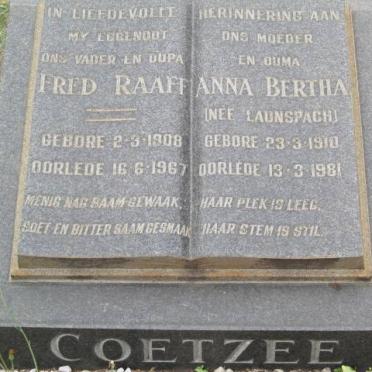 IN LIEFDEVOLLE
MY EGGENOOT
ONS VADER EN OUPA
FRED RAAFF
GEBORE 2-3-1908
OORLEDE 16-6-1967
MENIG NAG SAAM GEWAAK,
SOET EN BITTER SAAM GESMAAK
HERINNERING AAN
ONS MOEDER
EN OUMA
ANNA BERTHA
(NEE LAUNSPACH)
GEBORE 23-3-1910
OORLEDE 13-3-1981
HAAR PLEK IS LEEG,
HAAR STEM IS STIL.
COETZEE